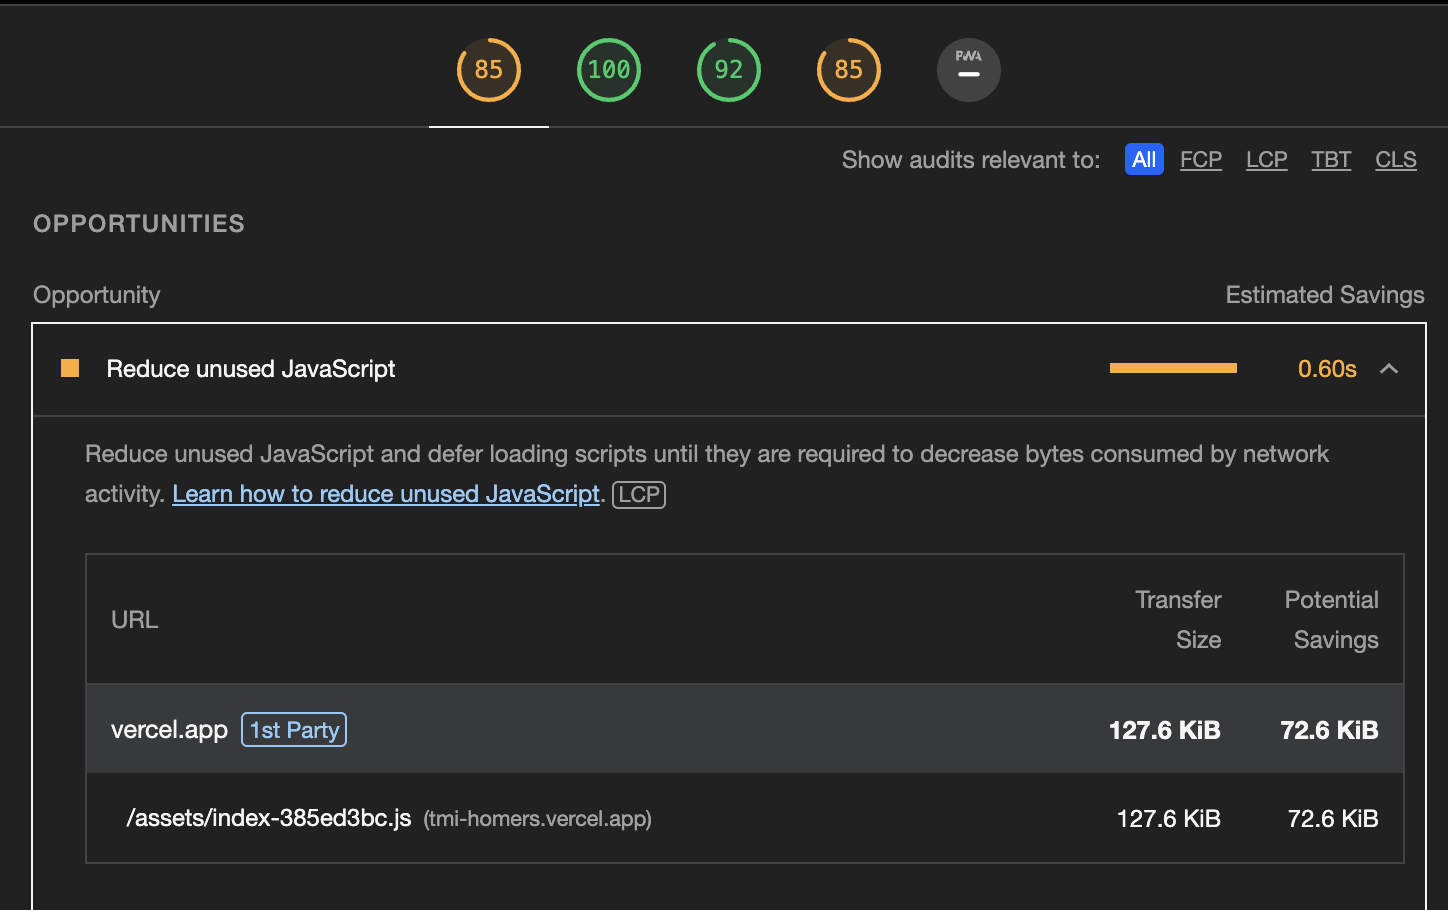 85
100
92
85
PWA
Show audits relevant to: All FCP LCP TBT CLS
OPPORTUNITIES
Opportunity Estimated Savings
Reduce unused JavaScript 0.60s
Reduce unused JavaScript and defer loading scripts until they are required to decrease bytes consumed by network
activity. Learn how to reduce unused JavaScript. LCP
URL Transfer Size Potential Savings
vercel.app 1st Party 127.6 KiB 72.6 KiB
/assets/index-385ed3bc.js (tmi-homers.vercel.app) 127.6 KiB 72.6 KiB